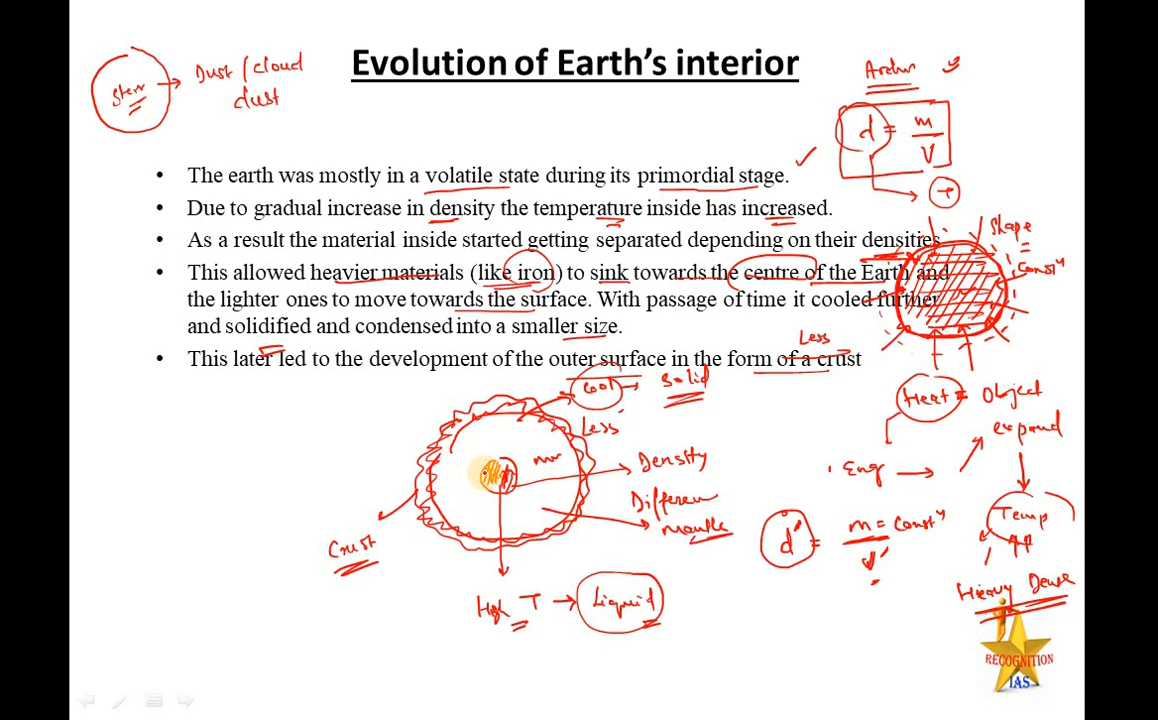 Evolution of Earth's interior
Star → Dust / cloud
dust
d = m
V
• The earth was mostly in a volatile state during its primordial stage.
• Due to gradual increase in density the temperature inside has increased.
• As a result the material inside started getting separated depending on their densities
• This allowed heavier materials (like iron) to sink towards the centre of the Earth and
the lighter ones to move towards the surface. With passage of time it cooled further
and solidified and condensed into a smaller size.
• This later led to the development of the outer surface in the form of a crust
Shape
Less
Cool → Solid
Less
Density
mantle
Crust
High T → Liquid
Heat = Object
expand
Temp
Heavy Dense
d' = m = Const
RECOGNITION
IAS